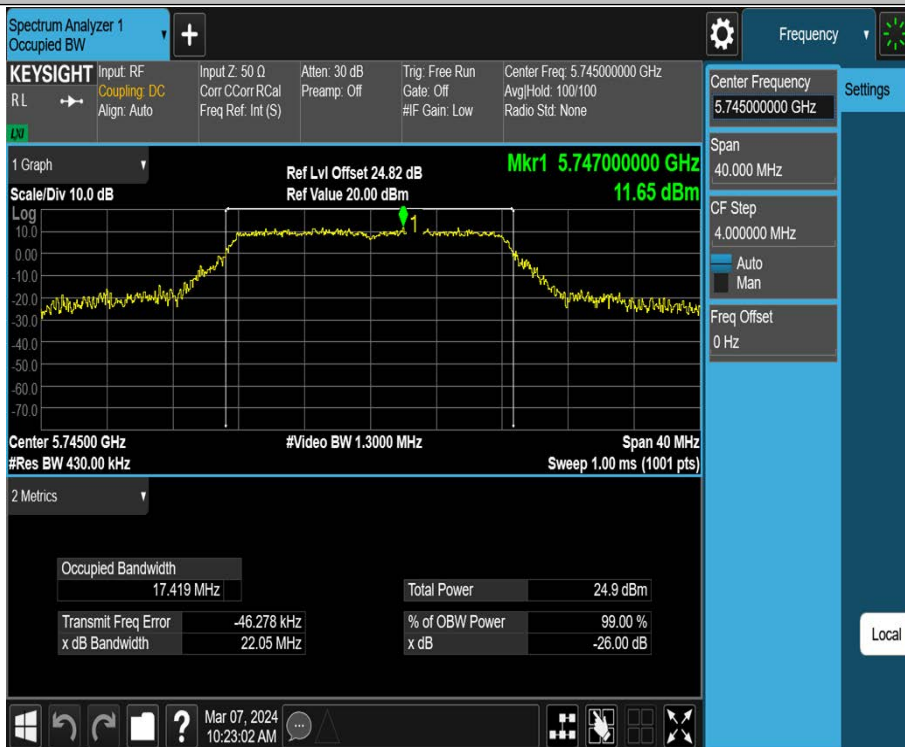 Spectrum Analyzer 1
Occupied BW
Frequency
KEYSIGHT
RL
LXI
Input: RF
Coupling: DC
Align: Auto
Input Z: 50 Ω
Corr CCorr RCal
Freq Ref: Int (S)
Atten: 30 dB
Preamp: Off
Trig: Free Run
Gate: Off
#IF Gain: Low
Center Freq: 5.745000000 GHz
Avg|Hold: 100/100
Radio Std: None
Center Frequency
5.745000000 GHz
Settings
Span
40.000 MHz
CF Step
4.000000 MHz
Auto
Man
Freq Offset
0 Hz
Local
1 Graph
Scale/Div 10.0 dB
Ref Lvl Offset 24.82 dB
Ref Value 20.00 dBm
Mkr1 5.747000000 GHz
11.65 dBm
Log
10.0
0.00
-10.0
-20.0
-30.0
-40.0
-50.0
-60.0
-70.0
1
Center 5.74500 GHz
#Video BW 1.3000 MHz
Span 40 MHz
#Res BW 430.00 kHz
Sweep 1.00 ms (1001 pts)
2 Metrics
Occupied Bandwidth
17.419 MHz
Total Power 24.9 dBm
Transmit Freq Error -46.278 kHz
% of OBW Power 99.00 %
x dB Bandwidth 22.05 MHz
x dB -26.00 dB
?
Mar 07, 2024
10:23:02 AM